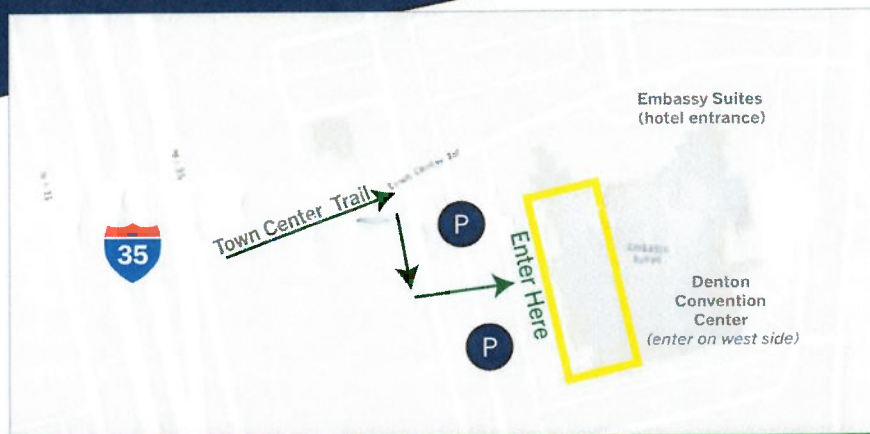 Embassy Suites
(hotel entrance)
Town Center Trail
35
P
Enter Here
P
Denton
Convention
Center
(enter on west side)